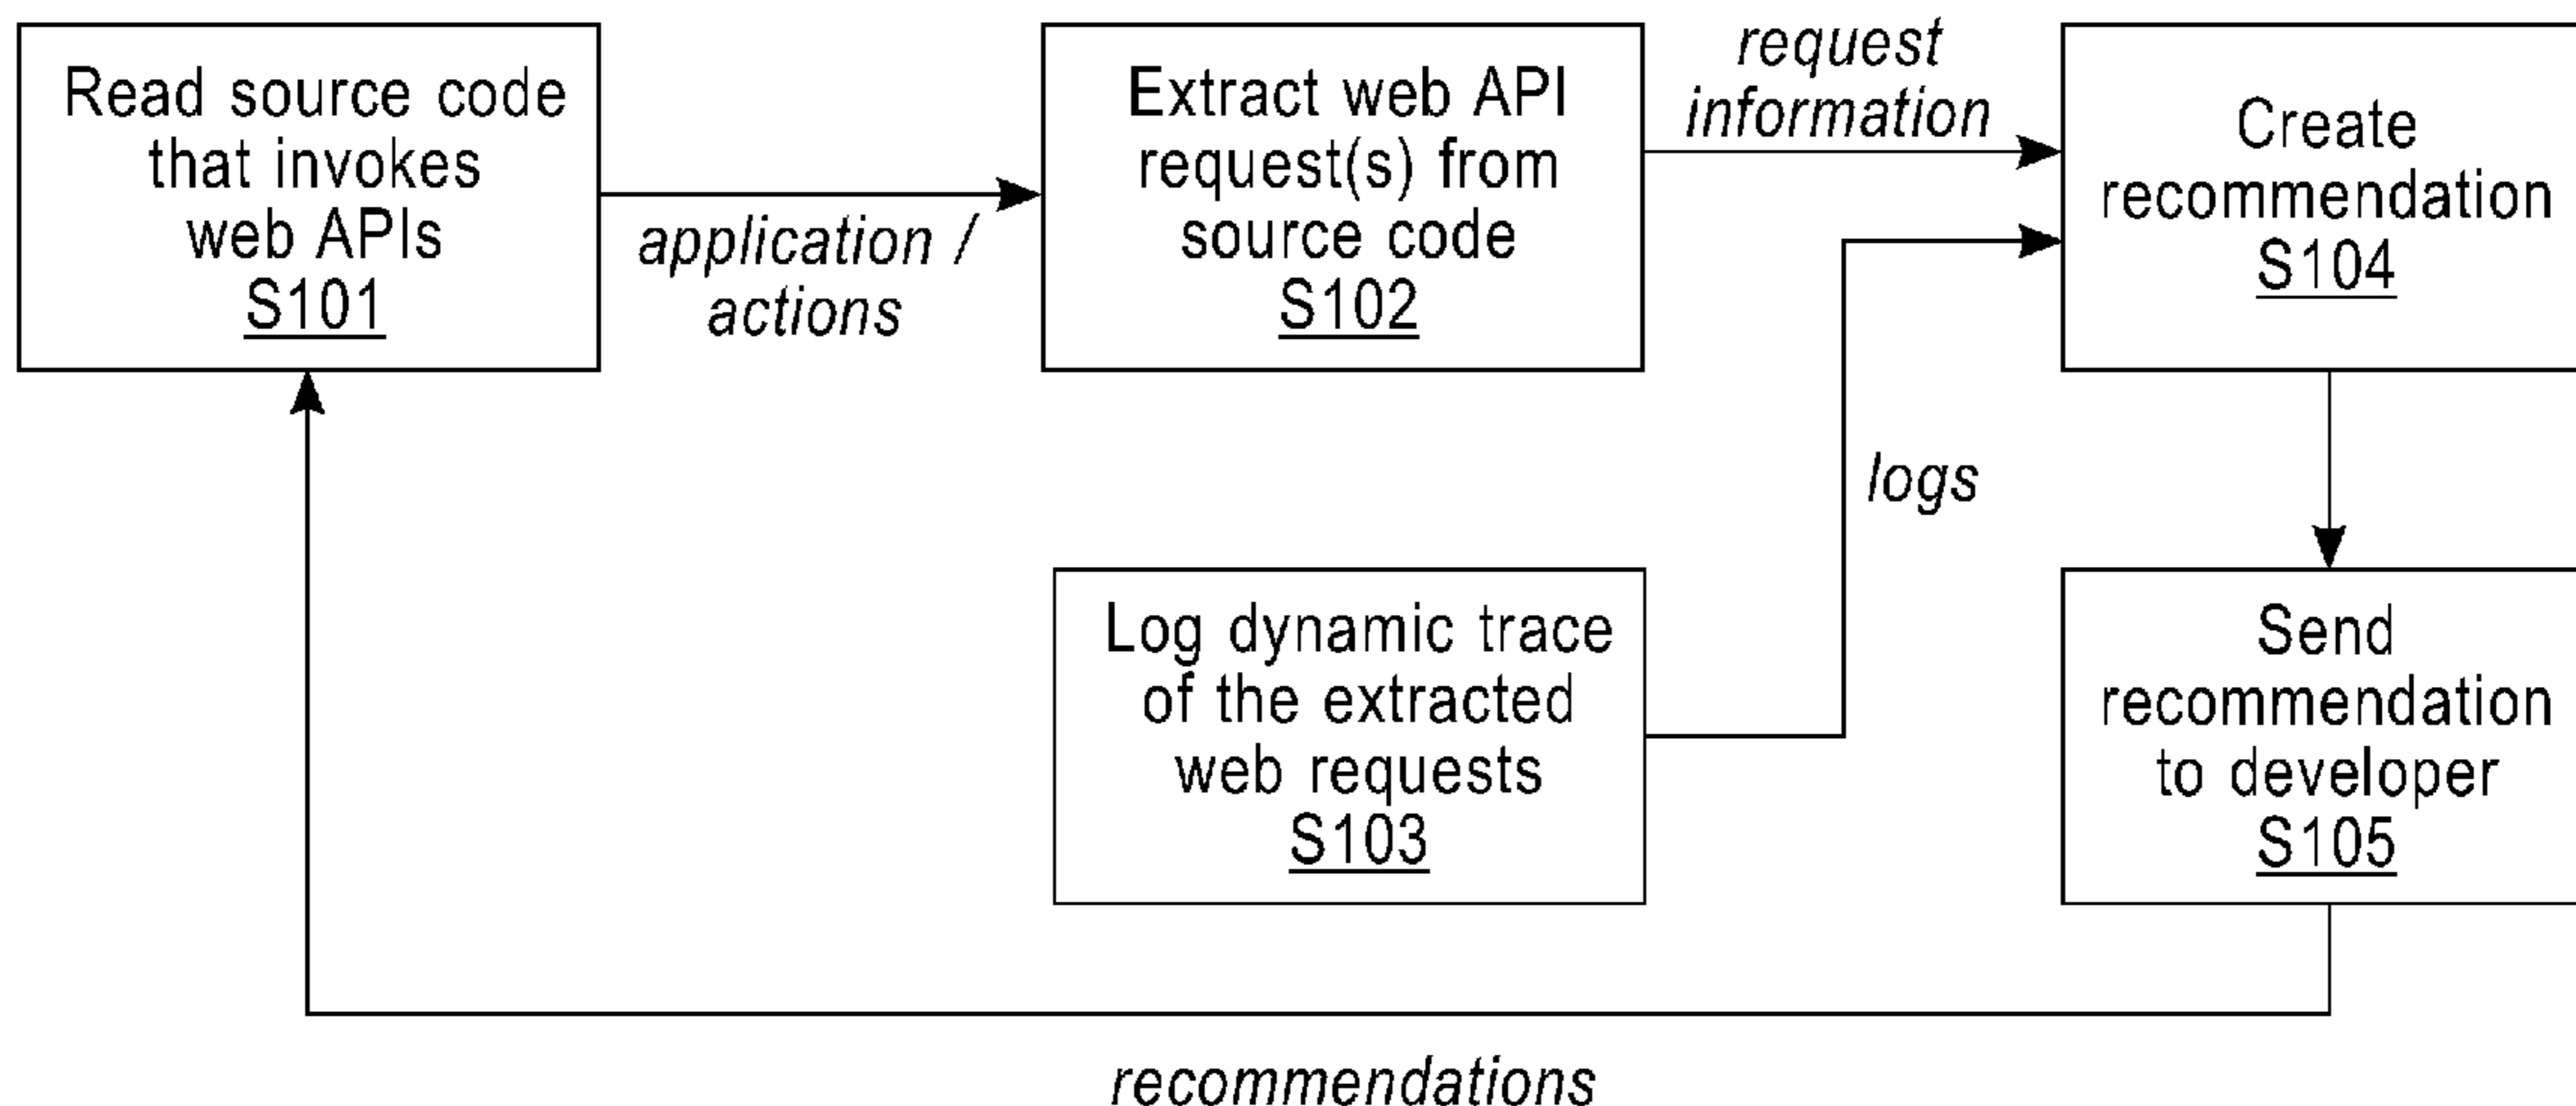 Read source code
that invokes
web APIs
S101
application /
actions
Extract web API
request(s) from
source code
S102
request
information
Create
recommendation
S104
logs
Log dynamic trace
of the extracted
web requests
S103
Send
recommendation
to developer
S105
recommendations